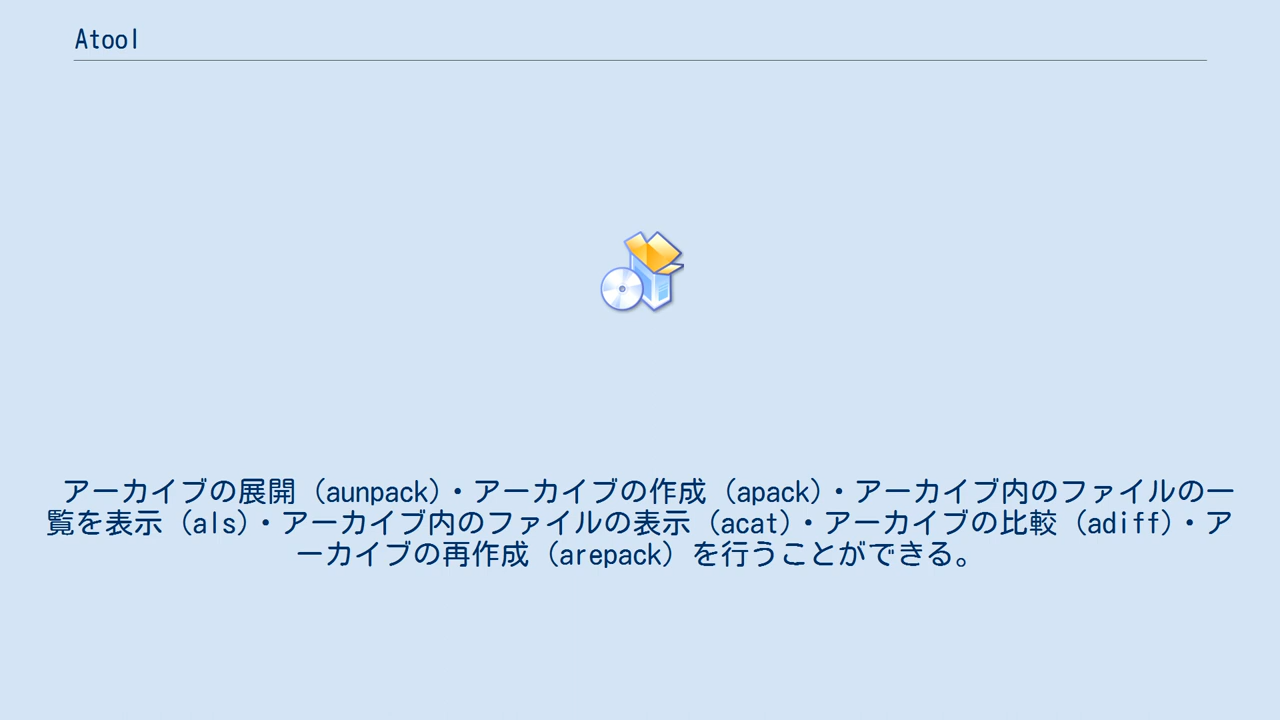 Atool
アーカイブの展開（aunpack）・アーカイブの作成（apack）・アーカイブ内のファイルの一
覧を表示（als）・アーカイブ内のファイルの表示（acat）・アーカイブの比較（adiff）・ア
ーカイブの再作成（arepack）を行うことができる。